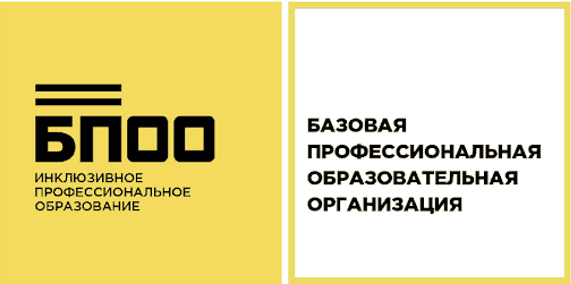 БПОО
ИНКЛЮЗИВНОЕ
ПРОФЕССИОНАЛЬНОЕ
ОБРАЗОВАНИЕ
БАЗОВАЯ
ПРОФЕССИОНАЛЬНАЯ
ОБРАЗОВАТЕЛЬНАЯ
ОРГАНИЗАЦИЯ